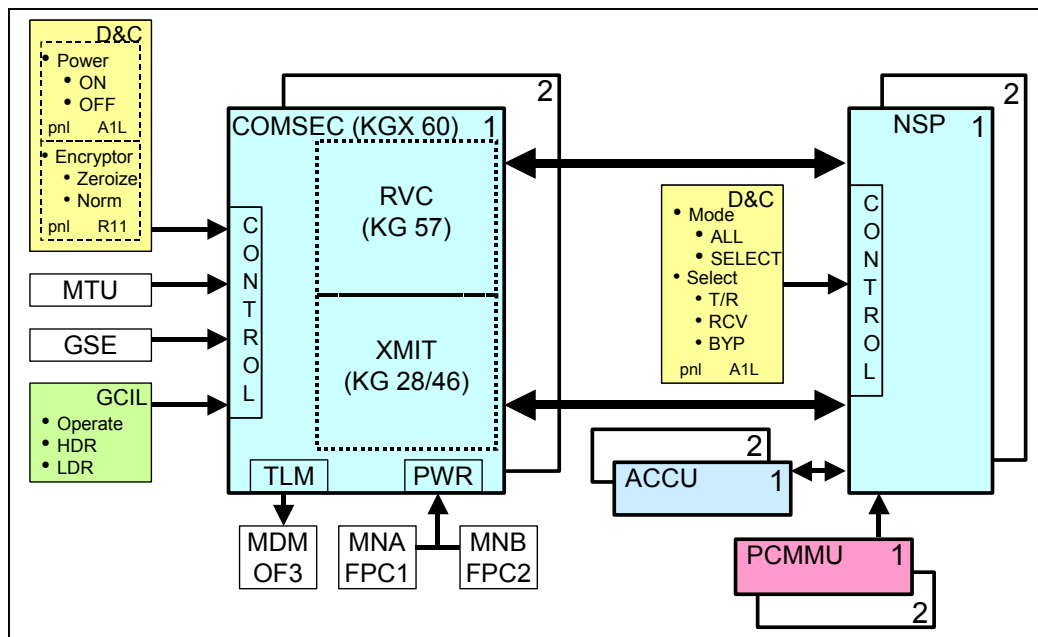 D&C
• Power
• ON
• OFF
pnl A1L
• Encryptor
• Zeroize
• Norm
pnl R11
MTU
GSE
GCIL
• Operate
• HDR
• LDR
2
COMSEC (KGX 60) 1
CONTROL
RVC
(KG 57)
XMIT
(KG 28/46)
TLM
PWR
MDM
OF3
MNA
FPC1
MNB
FPC2
D&C
• Mode
• ALL
• SELECT
• Select
• T/R
• RCV
• BYP
pnl A1L
2
NSP 1
CONTROL
2
ACCU 1
PCMMU 1
2